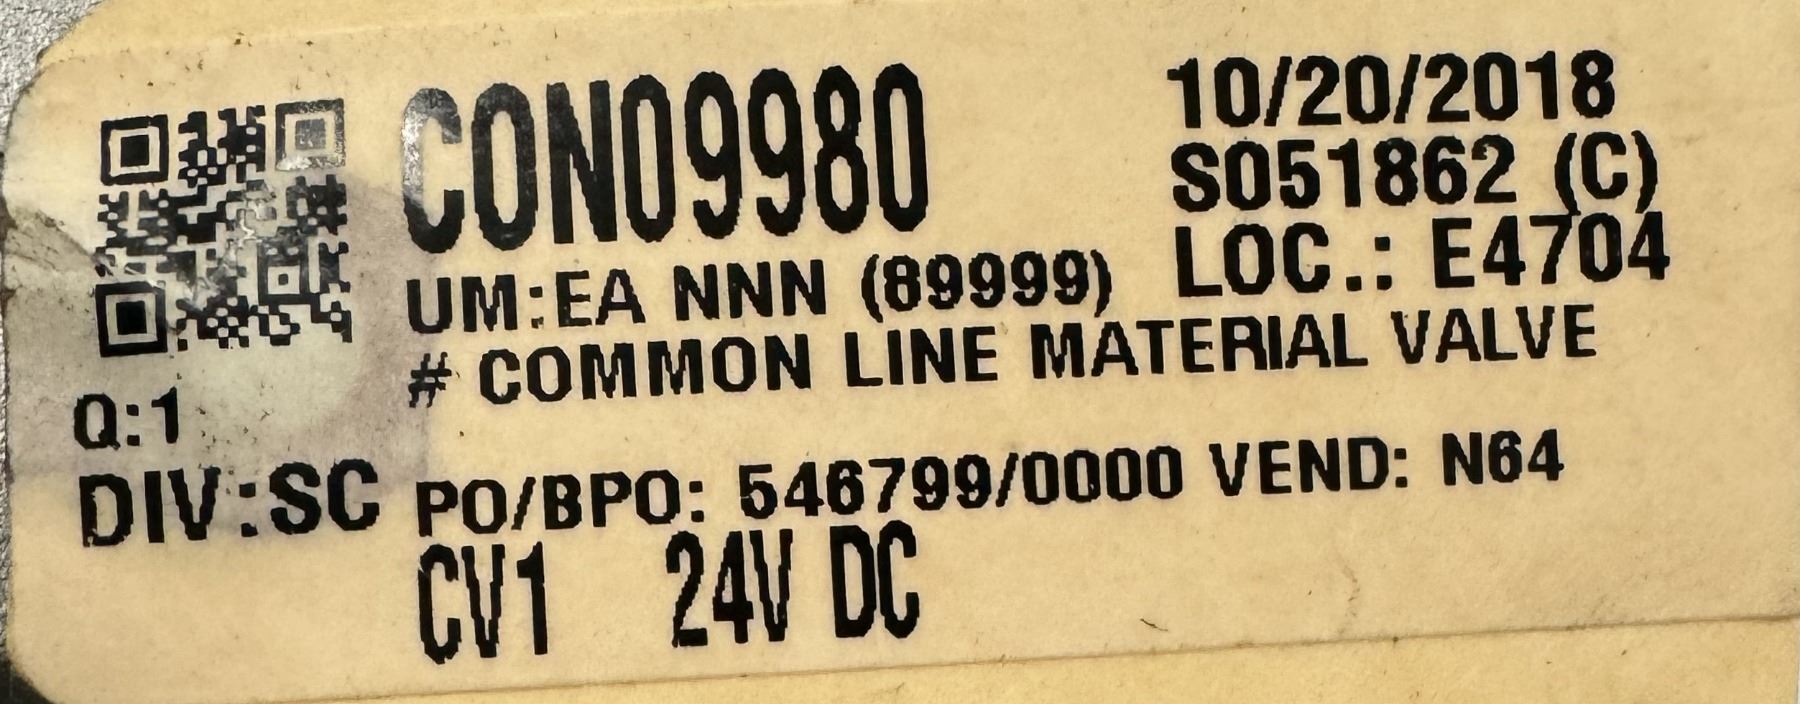 CON09980
10/20/2018
S051862 (C)
UM:EA NNN (89999)
LOC.: E4704
# COMMON LINE MATERIAL VALVE
Q:1
DIV:SC
PO/BPO: 546799/0000 VEND: N64
CV1 24V DC